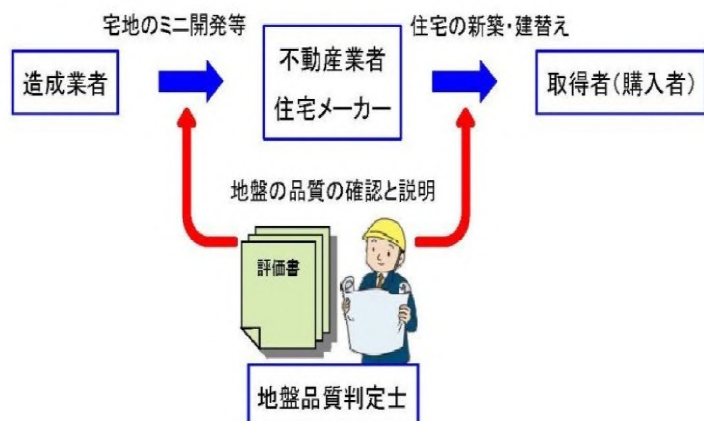 宅地のミニ開発等
住宅の新築・建替え
造成業者
不動産業者
住宅メーカー
取得者(購入者)
地盤の品質の確認と説明
評価書
地盤品質判定士